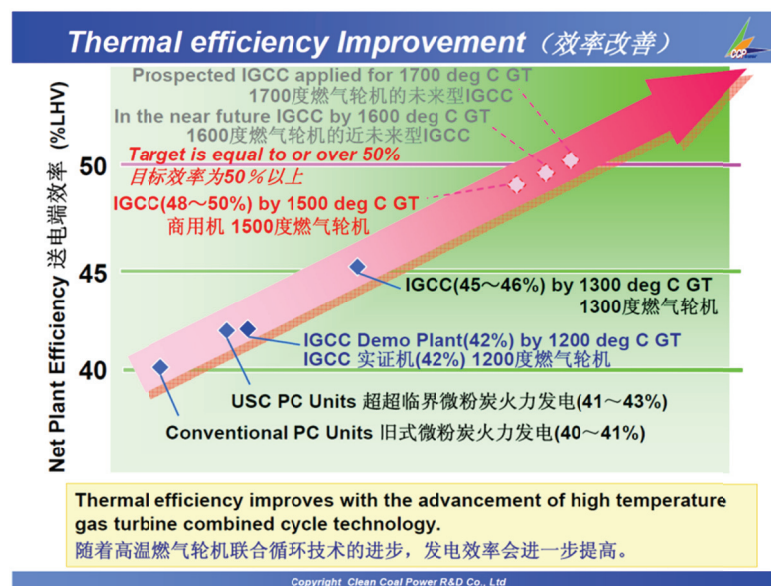 Thermal efficiency Improvement（效率改善）
CCP
Prospected IGCC applied for 1700 deg C GT
1700度燃气轮机的未来型IGCC
In the near future IGCC by 1600 deg C GT
1600度燃气轮机的近未来型IGCC
Target is equal to or over 50%
目标效率为50％以上
IGCC(48～50%) by 1500 deg C GT
商用机 1500度燃气轮机
Net Plant Efficiency 送电端效率 (%LHV)
50
45
40
IGCC(45～46%) by 1300 deg C GT
1300度燃气轮机
IGCC Demo Plant(42%) by 1200 deg C GT
IGCC 实证机(42%) 1200度燃气轮机
USC PC Units 超超临界微粉炭火力发电(41～43%)
Conventional PC Units 旧式微粉炭火力发电(40～41%)
Thermal efficiency improves with the advancement of high temperature
gas turbine combined cycle technology.
随着高温燃气轮机联合循环技术的进步，发电效率会进一步提高。
Copyright Clean Coal Power R&D Co., Ltd